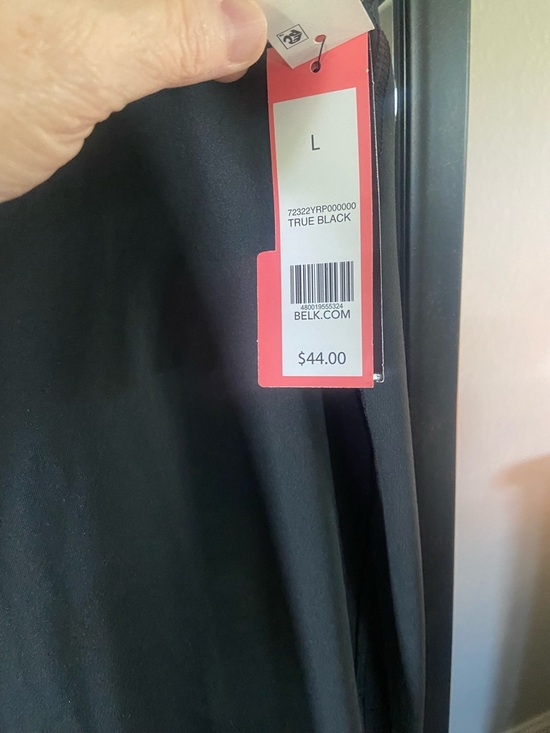 L
72322YRP000000
TRUE BLACK
480019555324
BELK.COM
$44.00